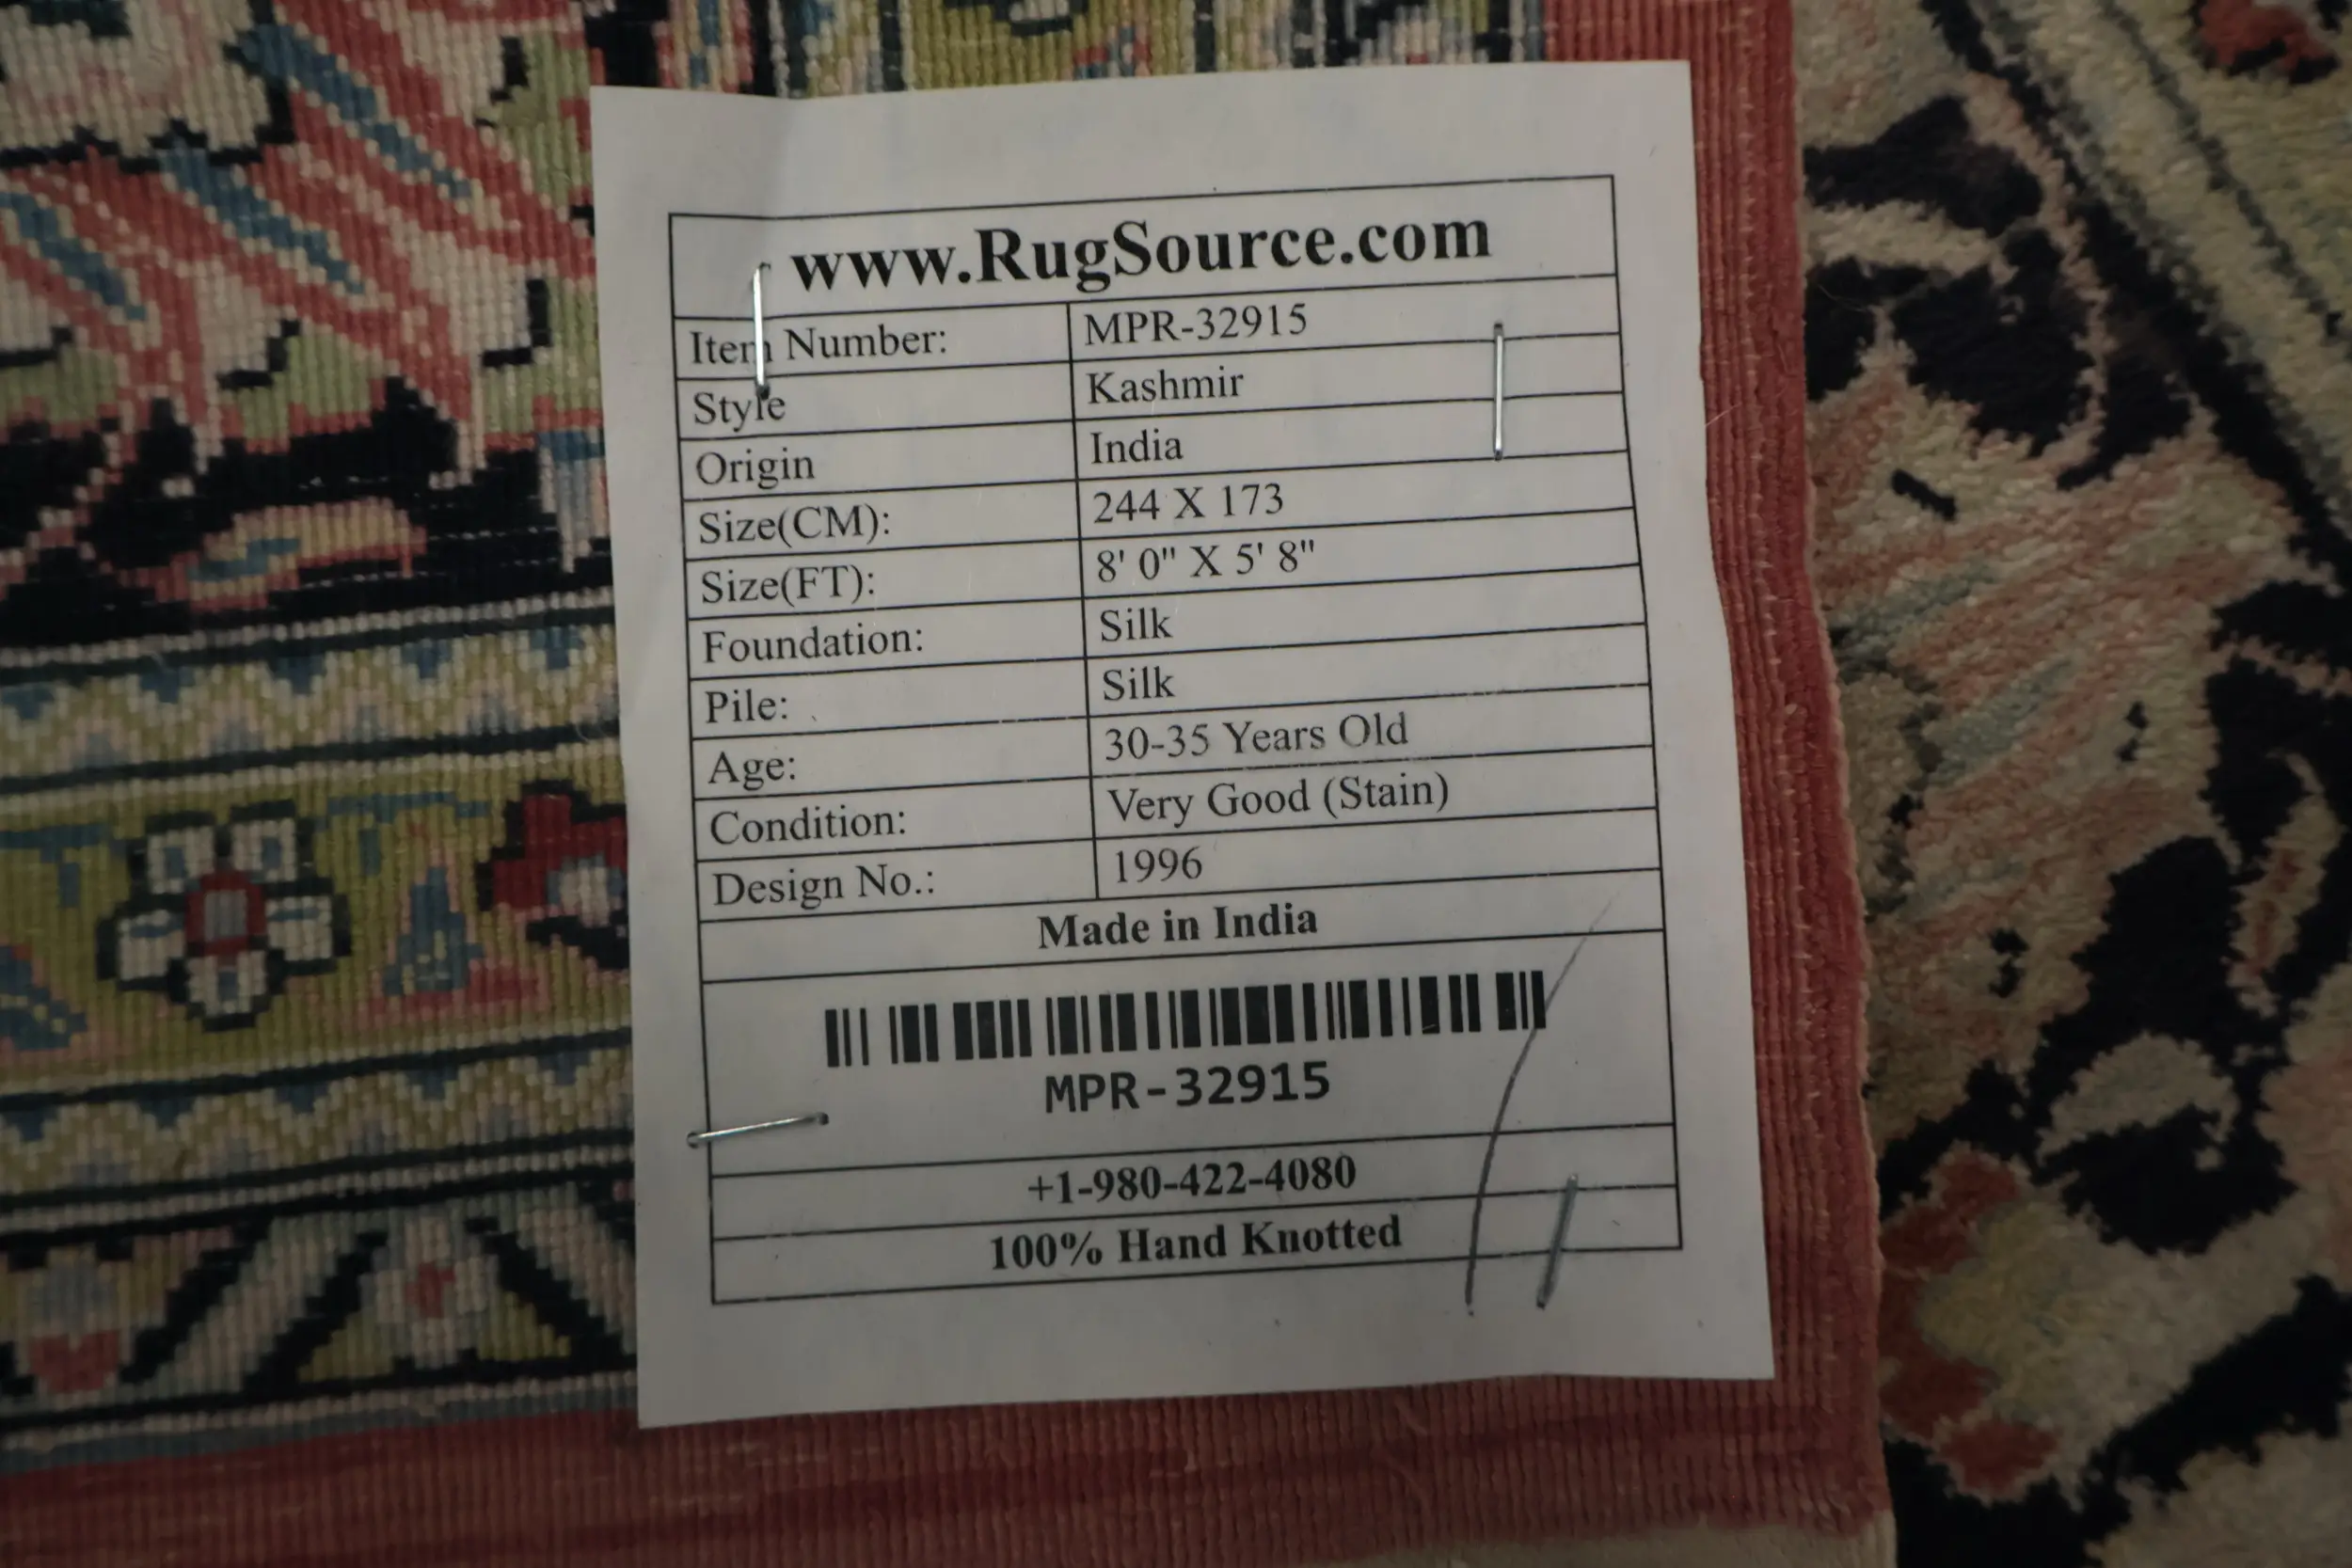 www.RugSource.com
Item Number: MPR-32915
Style Kashmir
Origin India
Size(CM): 244 X 173
Size(FT): 8' 0" X 5' 8"
Foundation: Silk
Pile: Silk
Age: 30-35 Years Old
Condition: Very Good (Stain)
Design No.: 1996
Made in India
MPR-32915
+1-980-422-4080
100% Hand Knotted